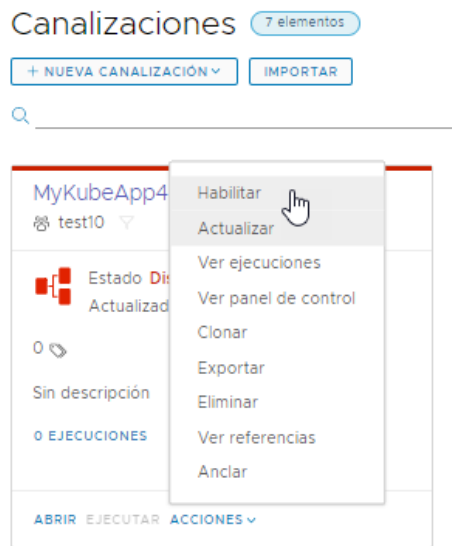 Canalizaciones 7 elementos
+ NUEVA CANALIZACIÓN IMPORTAR
MyKubeApp4
test10
Habilitar
Actualizar
Ver ejecuciones
Ver panel de control
Clonar
Exportar
Eliminar
Ver referencias
Anclar
Estado
0
Sin descripción
0 EJECUCIONES
ABRIR EJECUTAR ACCIONES